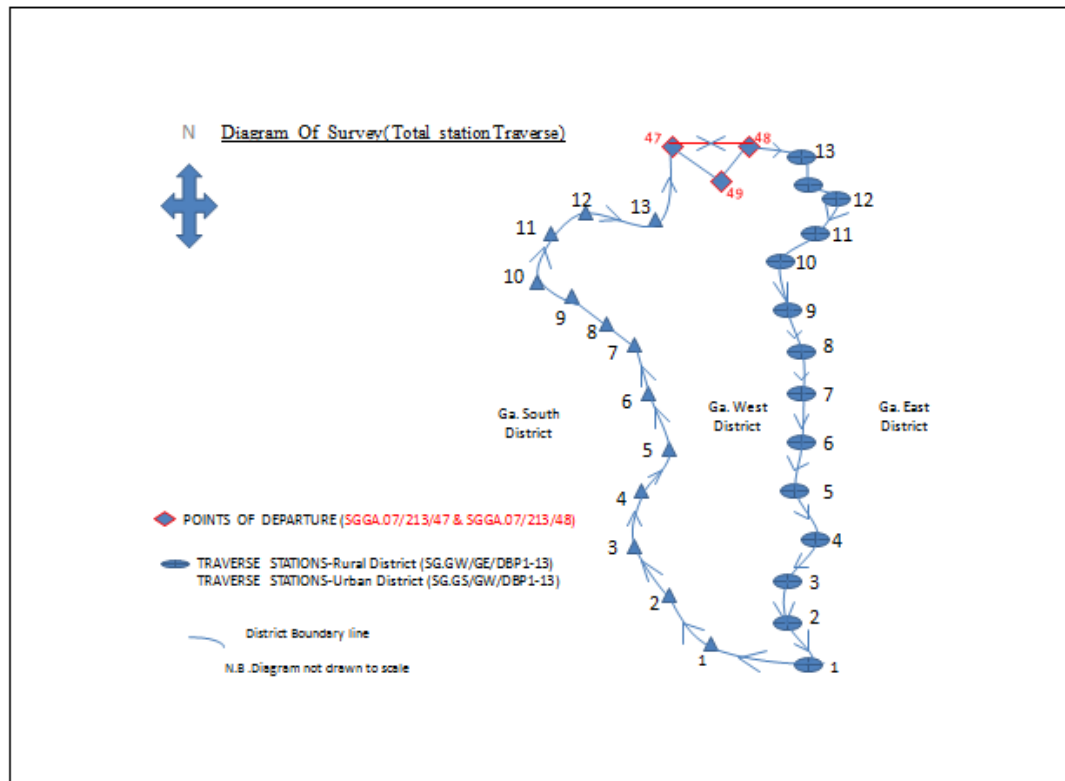 N Diagram Of Survey(Total station Traverse)
47
48
13
49
12
12
13
11
11
10
10
9
9
8
8
7
7
6
6
Ga. South
District
Ga. West
District
Ga. East
District
5
5
4
4
POINTS OF DEPARTURE (SGGA.07/213/47 & SGGA.07/213/48)
3
TRAVERSE STATIONS-Rural District (SG.GW/GE/DBP1-13)
TRAVERSE STATIONS-Urban District (SG.GS/GW/DBP1-13)
3
2
2
District Boundary line
1
1
N.B .Diagram not drawn to scale